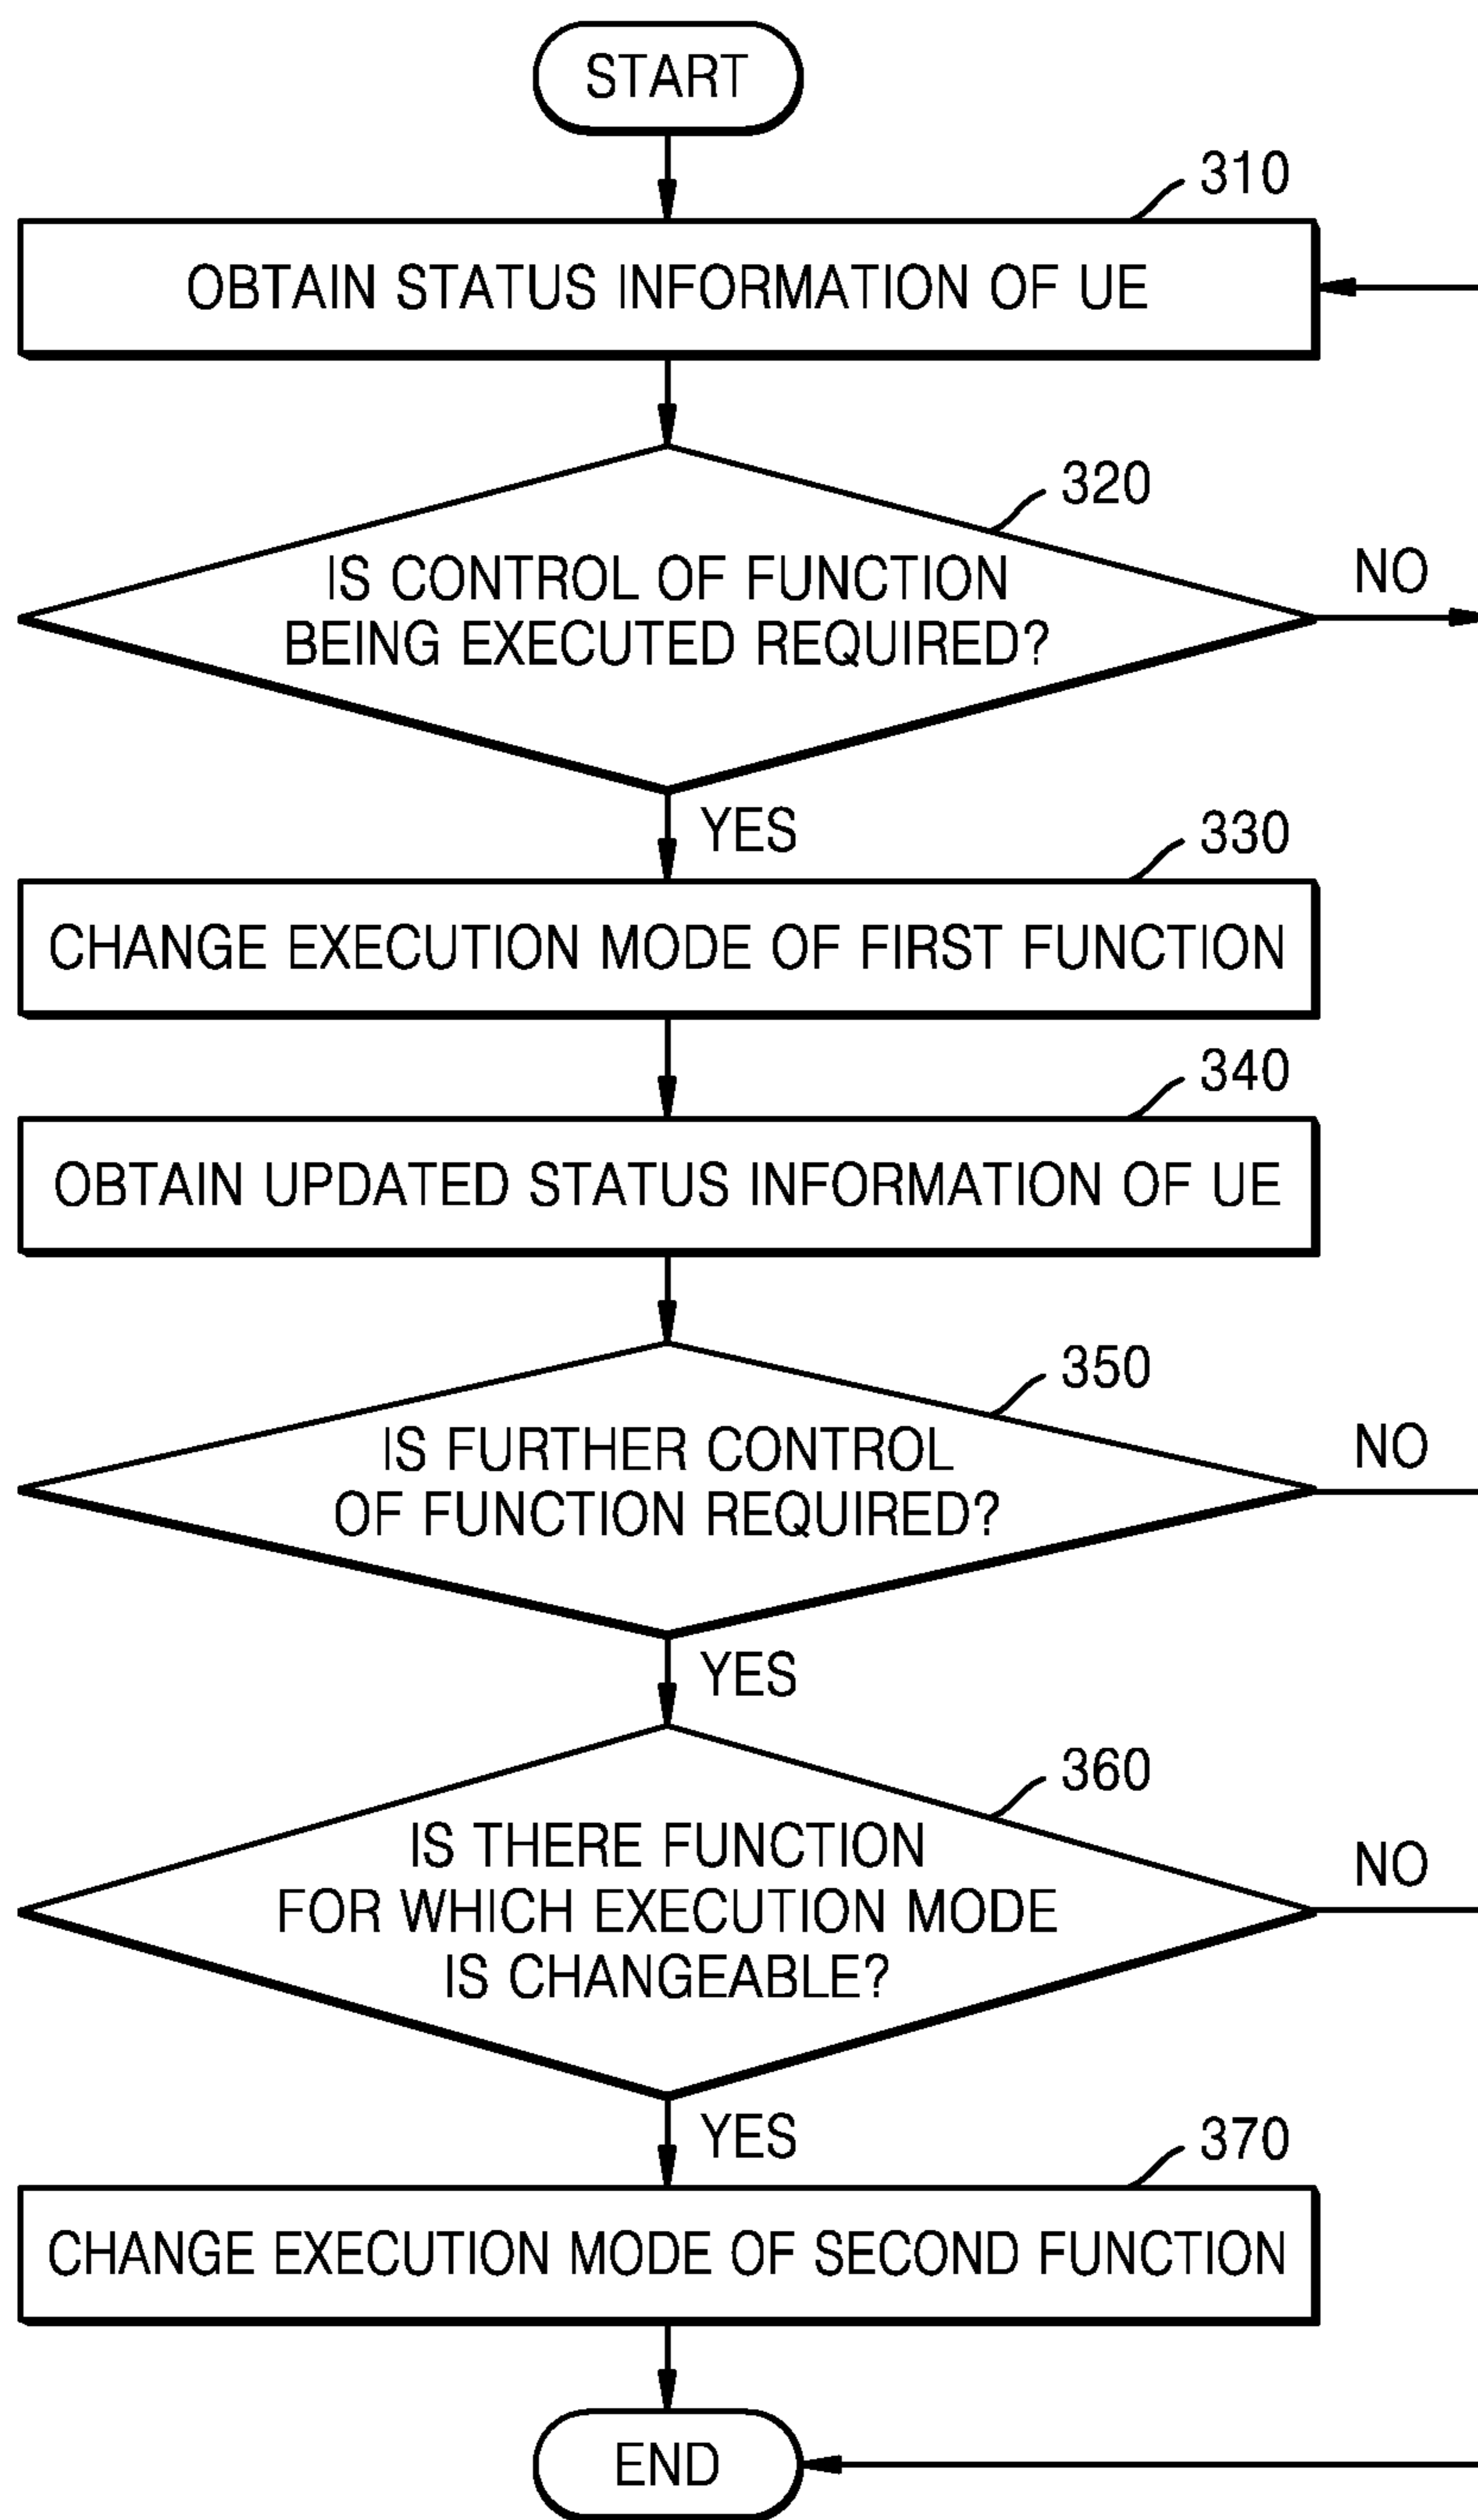 START
310
OBTAIN STATUS INFORMATION OF UE
320
IS CONTROL OF FUNCTION
BEING EXECUTED REQUIRED?
NO
YES
330
CHANGE EXECUTION MODE OF FIRST FUNCTION
340
OBTAIN UPDATED STATUS INFORMATION OF UE
350
IS FURTHER CONTROL
OF FUNCTION REQUIRED?
NO
YES
360
IS THERE FUNCTION
FOR WHICH EXECUTION MODE
IS CHANGEABLE?
NO
YES
370
CHANGE EXECUTION MODE OF SECOND FUNCTION
END